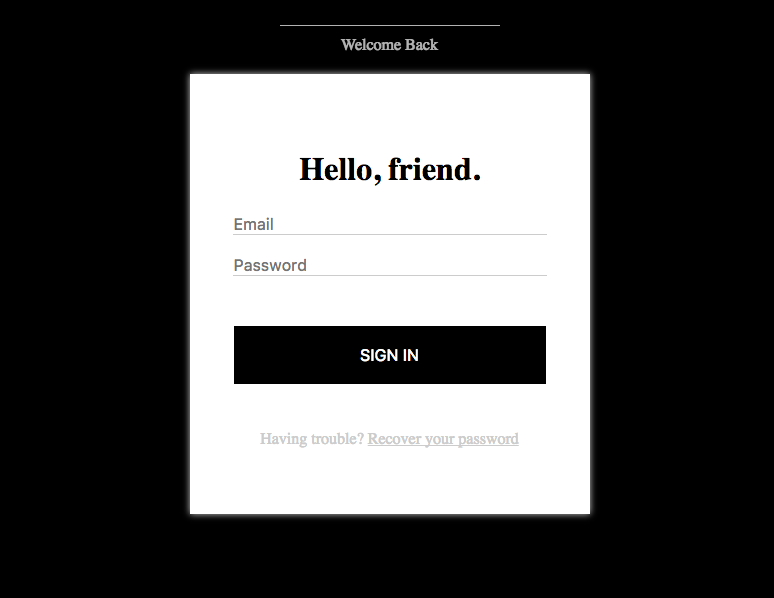 Welcome Back
Hello, friend.
Email
Password
SIGN IN
Having trouble? Recover your password